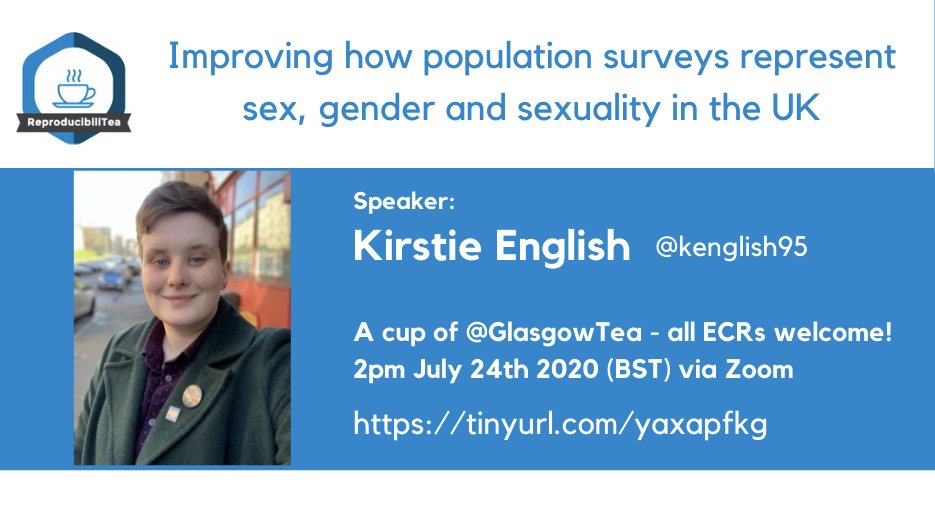 Improving how population surveys represent
sex, gender and sexuality in the UK
ReproducibiliTea
Speaker:
Kirstie English @kenglish95
A cup of @GlasgowTea - all ECRs welcome!
2pm July 24th 2020 (BST) via Zoom
https://tinyurl.com/yaxapfkg